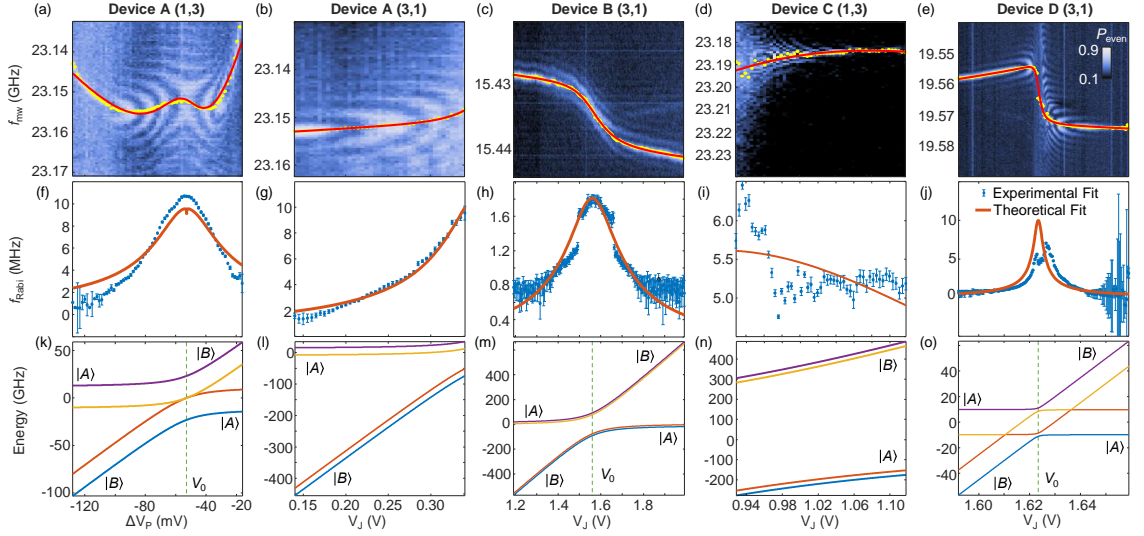 (a) Device A (1,3)
(b) Device A (3,1)
(c) Device B (3,1)
(d) Device C (1,3)
(e) Device D (3,1)
f_mw (GHz)
23.14
23.15
23.16
23.17
23.14
23.15
23.16
15.43
15.44
23.18
23.19
23.20
23.21
23.22
23.23
19.55
19.56
19.57
19.58
P_even
0.9
0.1
(f)
(g)
(h)
(i)
(j)
f_Rabi (MHz)
10
8
6
4
2
0
10
8
6
4
2
1.6
1.2
0.8
0.4
6.0
5.5
5.0
10
5
0
Experimental Fit
Theoretical Fit
(k)
(l)
(m)
(n)
(o)
Energy (GHz)
50
0
-50
-100
|A⟩
|B⟩
|B⟩
|A⟩
V_0
-120
-80
-40
-20
ΔV_P (mV)
0
-100
-200
-300
-400
|A⟩
|B⟩
0.14
0.20
0.25
0.30
V_J (V)
400
200
0
-200
-400
|A⟩
|B⟩
|A⟩
|B⟩
V_0
1.2
1.4
1.6
1.8
V_J (V)
400
300
200
100
0
-100
-200
|B⟩
|A⟩
0.94
0.98
1.02
1.06
1.10
V_J (V)
60
40
20
0
-20
-40
|A⟩
|B⟩
|B⟩
|A⟩
V_0
1.60
1.62
1.64
V_J (V)